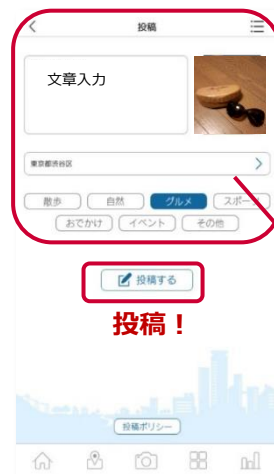 投稿
文章入力
東京都渋谷区
散歩 自然 グルメ スポーツ
おでかけ イベント その他
投稿する
投稿！
投稿ポリシー